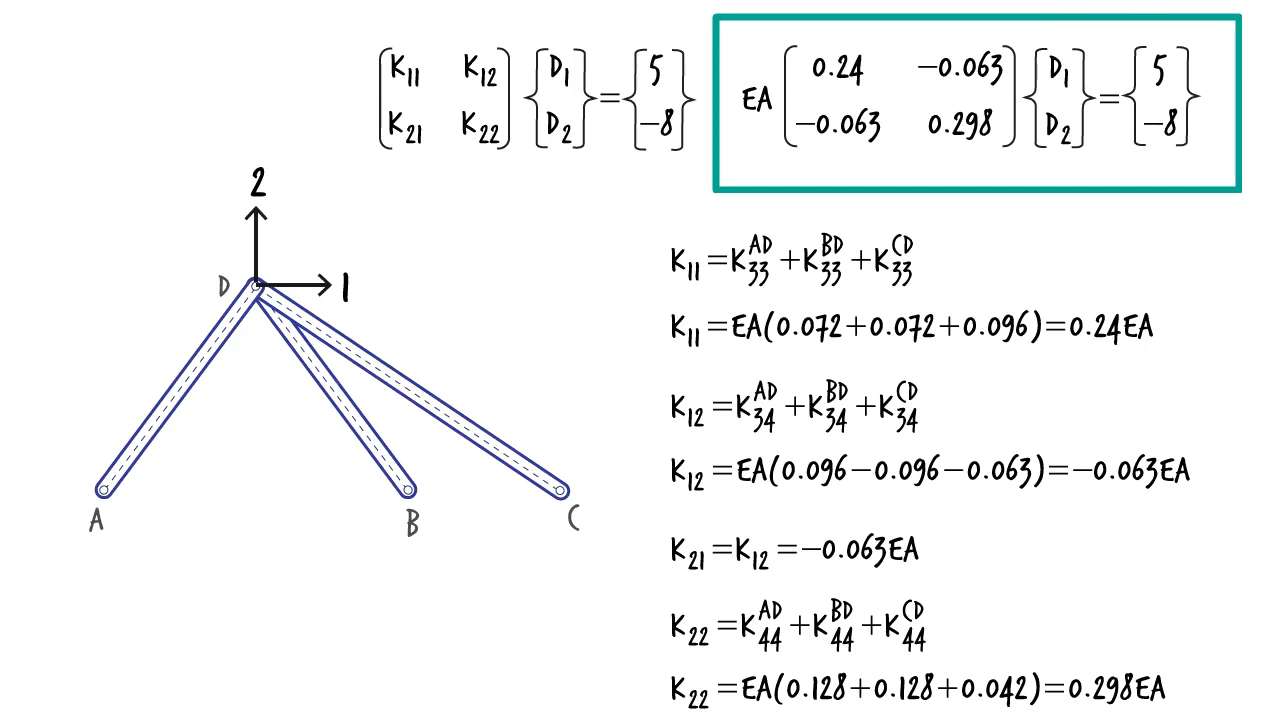 [K₁₁ K₁₂] {D₁} = {5}
[K₂₁ K₂₂] {D₂} = {-8}
EA [0.24 -0.063] {D₁} = {5}
[-0.063 0.298] {D₂} = {-8}
2
D
1
A
B
C
K₁₁ = K₃₃^AD + K₃₃^BD + K₃₃^CD
K₁₁ = EA(0.072+0.072+0.096) = 0.24EA
K₁₂ = K₃₄^AD + K₃₄^BD + K₃₄^CD
K₁₂ = EA(0.096-0.096-0.063) = -0.063EA
K₂₁ = K₁₂ = -0.063EA
K₂₂ = K₄₄^AD + K₄₄^BD + K₄₄^CD
K₂₂ = EA(0.128+0.128+0.042) = 0.298EA